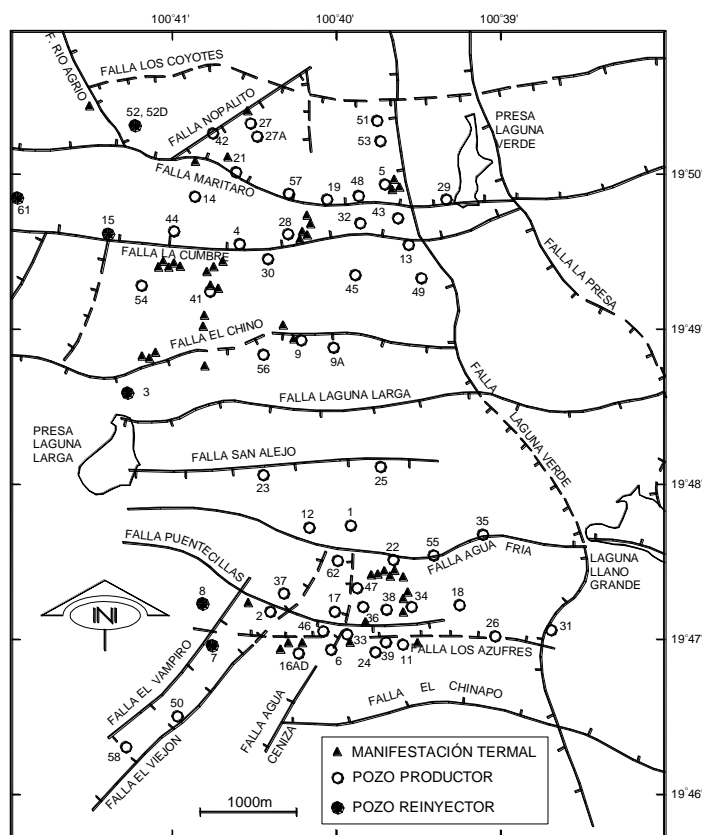 100°41' 100°40' 100°39'
F. RIO AGRIO
FALLA LOS COYOTES
52, 52D
FALLA NOPALITO
27
27A
42
51
53
PRESA
LAGUNA
VERDE
21
FALLA MARITARO
14
57
19
48
5
29
19°50'
61
15
44
4
28
32
43
13
FALLA LA CUMBRE
30
54
41
45
49
FALLA LA PRESA
FALLA EL CHINO
9
9A
56
19°49'
3
FALLA LAGUNA LARGA
FALLA LAGUNA VERDE
PRESA
LAGUNA
LARGA
FALLA SAN ALEJO
23
25
19°48'
12
1
35
FALLA PUENTECILLAS
55
22
FALLA AGUA FRIA
LAGUNA
LLANO
GRANDE
62
37
47
8
2
17
36
38
34
18
46
33
26
31
19°47'
7
16AD
6
24
39
11
FALLA LOS AZUFRES
FALLA EL VAMPIRO
50
58
FALLA EL VIEJON
FALLA AGUA CENIZA
FALLA EL CHINAPO
N
MANIFESTACIÓN TERMAL
POZO PRODUCTOR
POZO REINYECTOR
1000m
19°46'